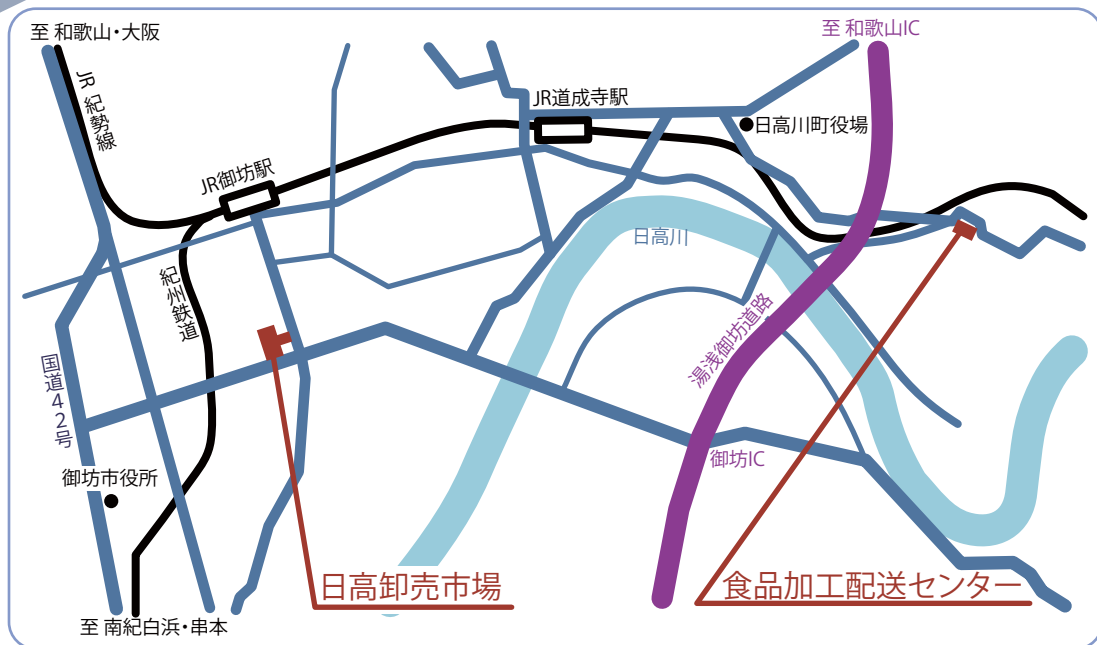 至 和歌山・大阪
至 和歌山IC
JR 紀勢線
JR道成寺駅
日高川町役場
JR御坊駅
日高川
紀州鉄道
湯浅御坊道路
国道42号
御坊IC
御坊市役所
日高卸売市場
食品加工配送センター
至 南紀白浜・串本